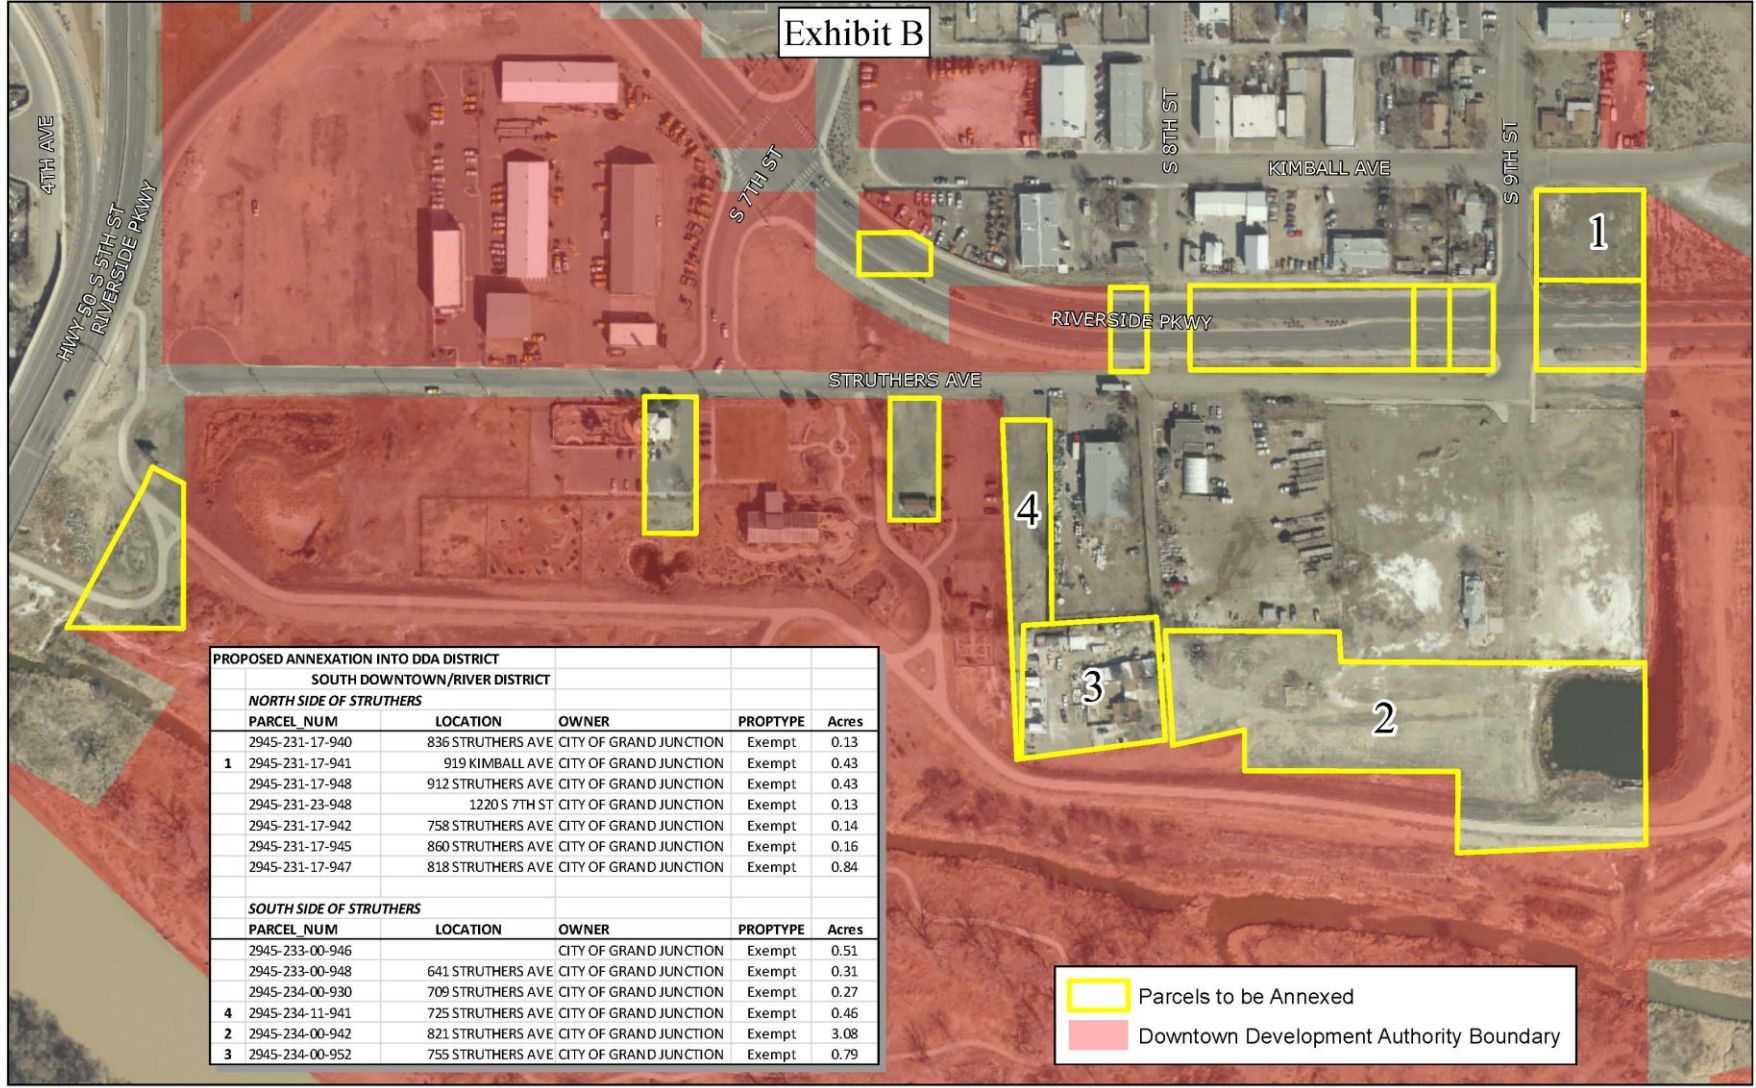 Exhibit B
4TH AVE
HWY 50 S 5TH ST
RIVERSIDE PKWY
S 7TH ST
S 8TH ST
KIMBALL AVE
S 9TH ST
1
RIVERSIDE PKWY
STRUTHERS AVE
4
3
2
PROPOSED ANNEXATION INTO DDA DISTRICT
SOUTH DOWNTOWN/RIVER DISTRICT
NORTH SIDE OF STRUTHERS
PARCEL_NUM LOCATION OWNER PROPTYPE Acres
2945-231-17-940 836 STRUTHERS AVE CITY OF GRAND JUNCTION Exempt 0.13
1 2945-231-17-941 919 KIMBALL AVE CITY OF GRAND JUNCTION Exempt 0.43
2945-231-17-948 912 STRUTHERS AVE CITY OF GRAND JUNCTION Exempt 0.43
2945-231-23-948 1220 S 7TH ST CITY OF GRAND JUNCTION Exempt 0.13
2945-231-17-942 758 STRUTHERS AVE CITY OF GRAND JUNCTION Exempt 0.14
2945-231-17-945 860 STRUTHERS AVE CITY OF GRAND JUNCTION Exempt 0.16
2945-231-17-947 818 STRUTHERS AVE CITY OF GRAND JUNCTION Exempt 0.84
SOUTH SIDE OF STRUTHERS
PARCEL_NUM LOCATION OWNER PROPTYPE Acres
2945-233-00-946 CITY OF GRAND JUNCTION Exempt 0.51
2945-233-00-948 641 STRUTHERS AVE CITY OF GRAND JUNCTION Exempt 0.31
2945-234-00-930 709 STRUTHERS AVE CITY OF GRAND JUNCTION Exempt 0.27
4 2945-234-11-941 725 STRUTHERS AVE CITY OF GRAND JUNCTION Exempt 0.46
2 2945-234-00-942 821 STRUTHERS AVE CITY OF GRAND JUNCTION Exempt 3.08
3 2945-234-00-952 755 STRUTHERS AVE CITY OF GRAND JUNCTION Exempt 0.79
Parcels to be Annexed
Downtown Development Authority Boundary